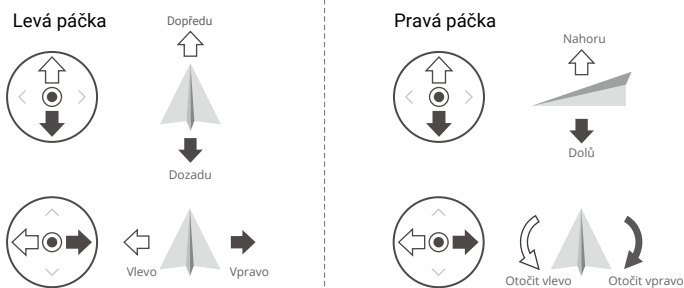 Levá páčka
Dopředu
Dozadu
Vlevo
Vpravo
Pravá páčka
Nahoru
Dolů
Otočit vlevo
Otočit vpravo